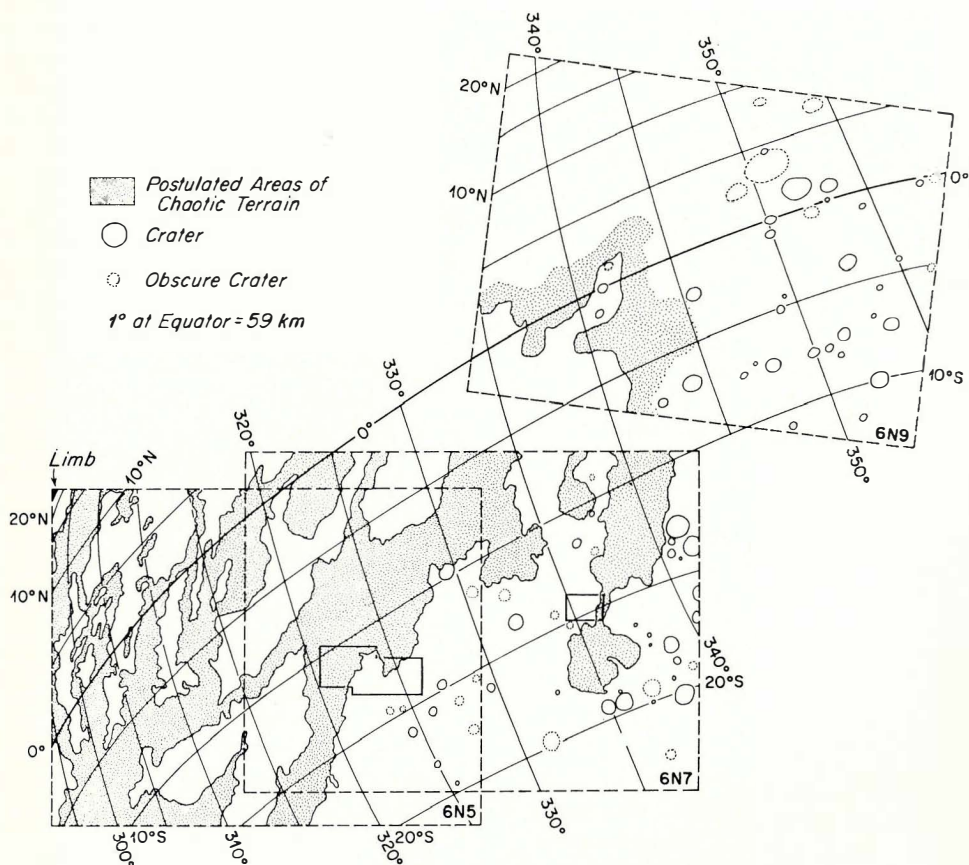 340°
350°
20°N
10°N
0°
Postulated Areas of
Chaotic Terrain
Crater
Obscure Crater
1° at Equator = 59 km
10°S
6N9
350°
330°
320°
0°
Limb
10°N
20°N
10°N
0°
340°
20°S
6N7
6N5
330°
10°S
20°S
300°
310°
320°